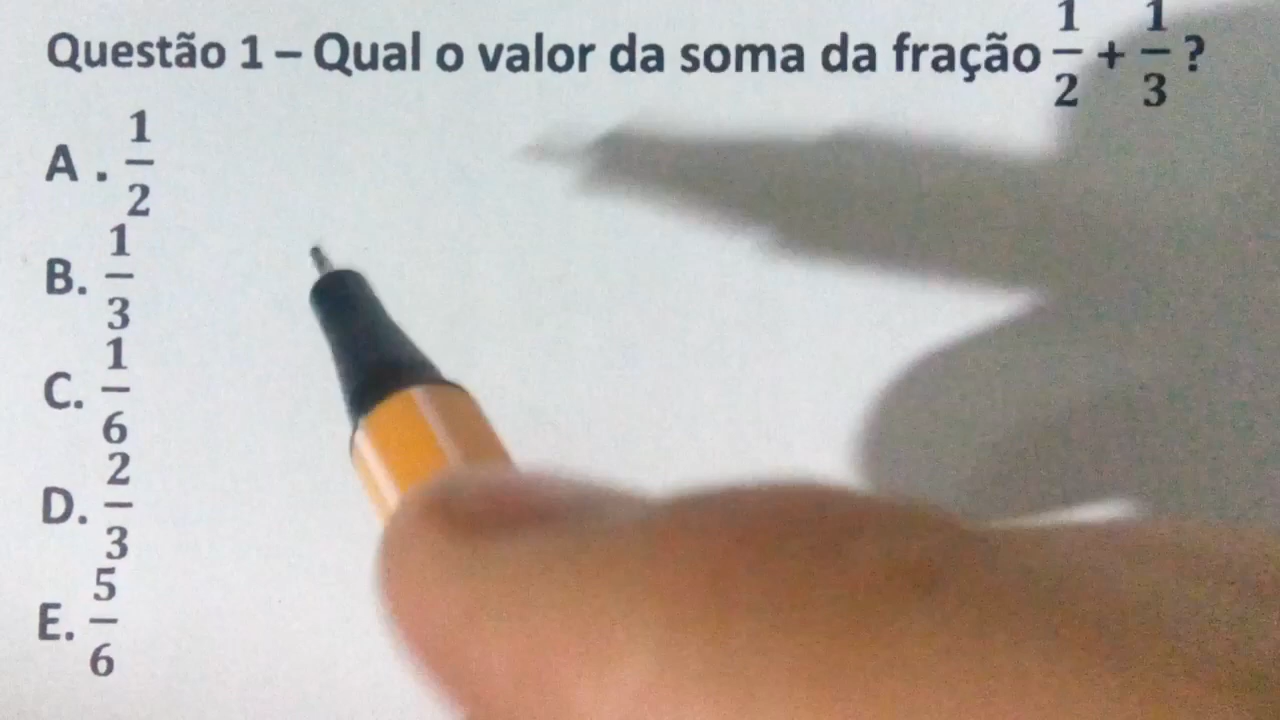 Questão 1 – Qual o valor da soma da fração 1/2 + 1/3 ?
A . 1/2
B. 1/3
C. 1/6
D. 2/3
E. 5/6